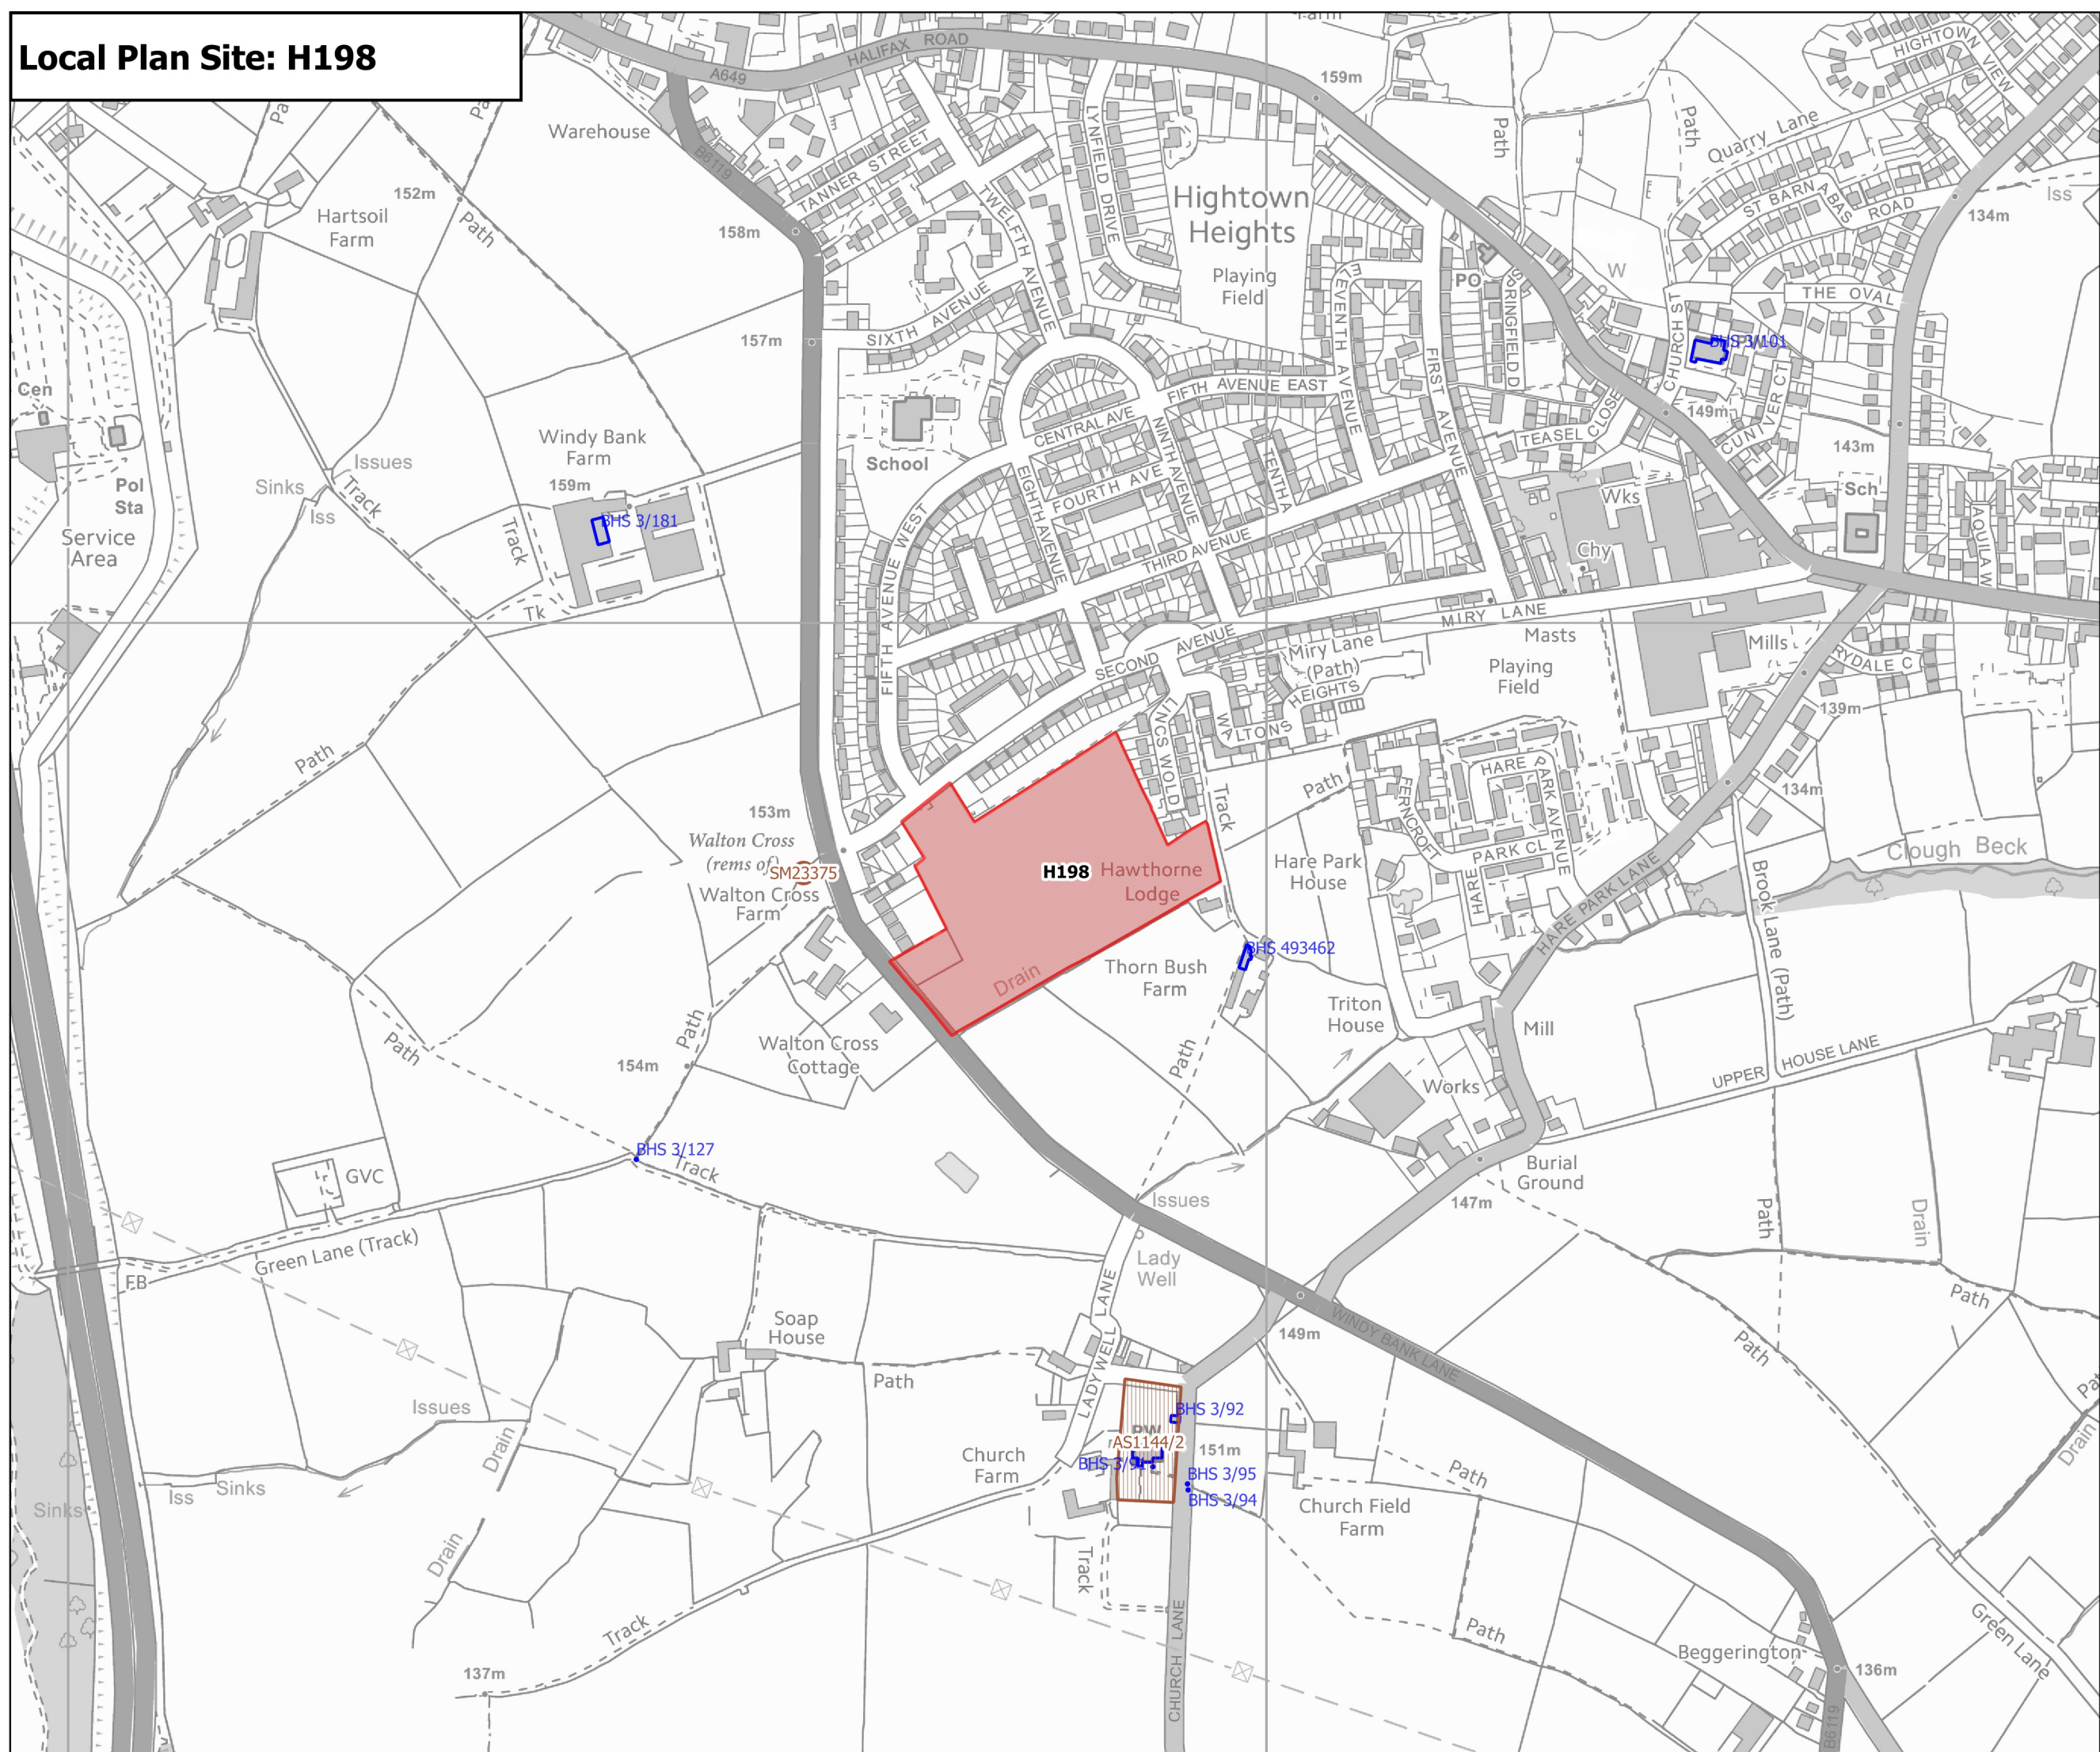 Local Plan Site: H198
HALIFAX ROAD
A649
159m
HIGHTOWN VIEW
Warehouse
B6119
TANNER STREET
LYNFIELD DRIVE
Path
Path
Quarry Lane
152m
Hartsoil
Farm
Path
158m
TWELFTH AVENUE
Hightown
Heights
Playing
Field
ST BARNABAS ROAD
134m
Iss
W
PO
THE OVAL
157m
SIXTH AVENUE
ELEVENTH AVENUE
FIRST AVENUE
CHURCH ST
BHS 3/101
Cen
FIFTH AVENUE EAST
CENTRAL AVE
NINTH AVENUE
149m
TEASEL CLOSE
143m
Windy Bank
Farm
159m
School
Issues
Sinks
Iss
Track
Pol
Sta
Service
Area
Track
BHS 3/181
EIGHTH AVENUE
FOURTH AVE
TENTH A
Wks
Sch
AQUILA W
FIFTH AVENUE WEST
THIRD AVENUE
Chy
Tk
MIRY LANE
Masts
SECOND AVENUE
Miry Lane
(Path)
Playing
Field
Mills
RYDALE C
WALTONS
HEIGHTS
139m
Path
Track
Path
HARE PARK AVENUE
FERNCROFT
134m
153m
Walton Cross
(rems of)
SM23375
Walton Cross
Farm
H198
Hawthorne
Lodge
Hare Park
House
PARK CL
HARE
Clough Beck
HARE PARK LANE
Brook Lane (Path)
BHS 493462
Drain
Thorn Bush
Farm
Triton
House
Mill
Path
Path
Walton Cross
Cottage
154m
Path
Works
UPPER HOUSE LANE
BHS 3/127
Track
GVC
Burial
Ground
147m
Issues
Path
Drain
Green Lane (Track)
FB
Lady
Well
LADY WELL LANE
Soap
House
149m
WINDY BANK LANE
Path
Path
Path
Issues
Drain
BHS 3/92
AS1144/2
151m
Church
Farm
BHS 3/95
BHS 3/94
Path
Church Field
Farm
Sinks
Iss
Sinks
Drain
Drain
Track
Track
CHURCH LANE
Path
Beggerington
Green Lane
137m
136m
B6119